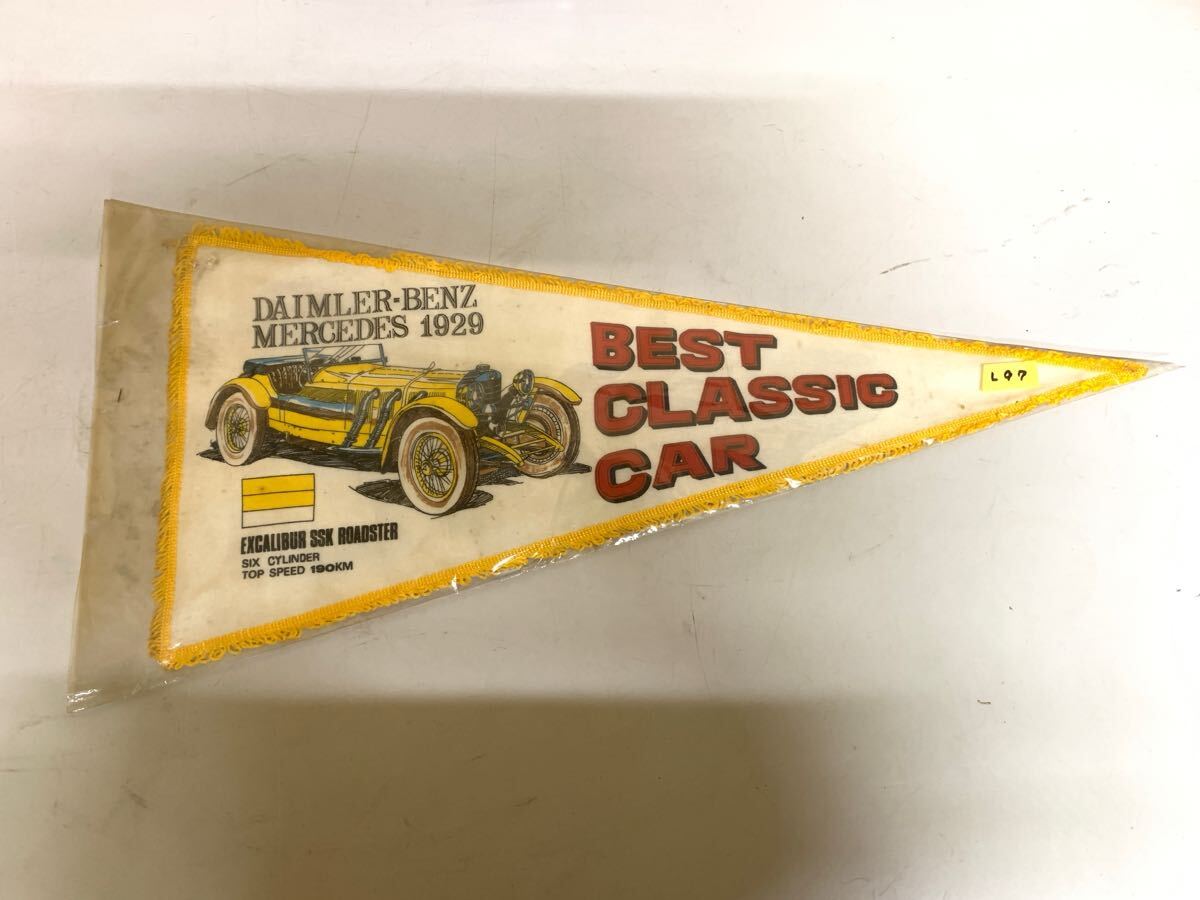 DAIMLER-BENZ
MERCEDES 1929
BEST
CLASSIC
CAR
EXCALIBUR SSK ROADSTER
SIX CYLINDER
TOP SPEED 190KM
L97